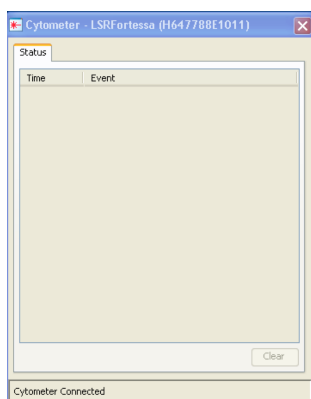 Cytometer - LSRFortessa (H647788E1011)
Status
Time Event
Clear
Cytometer Connected